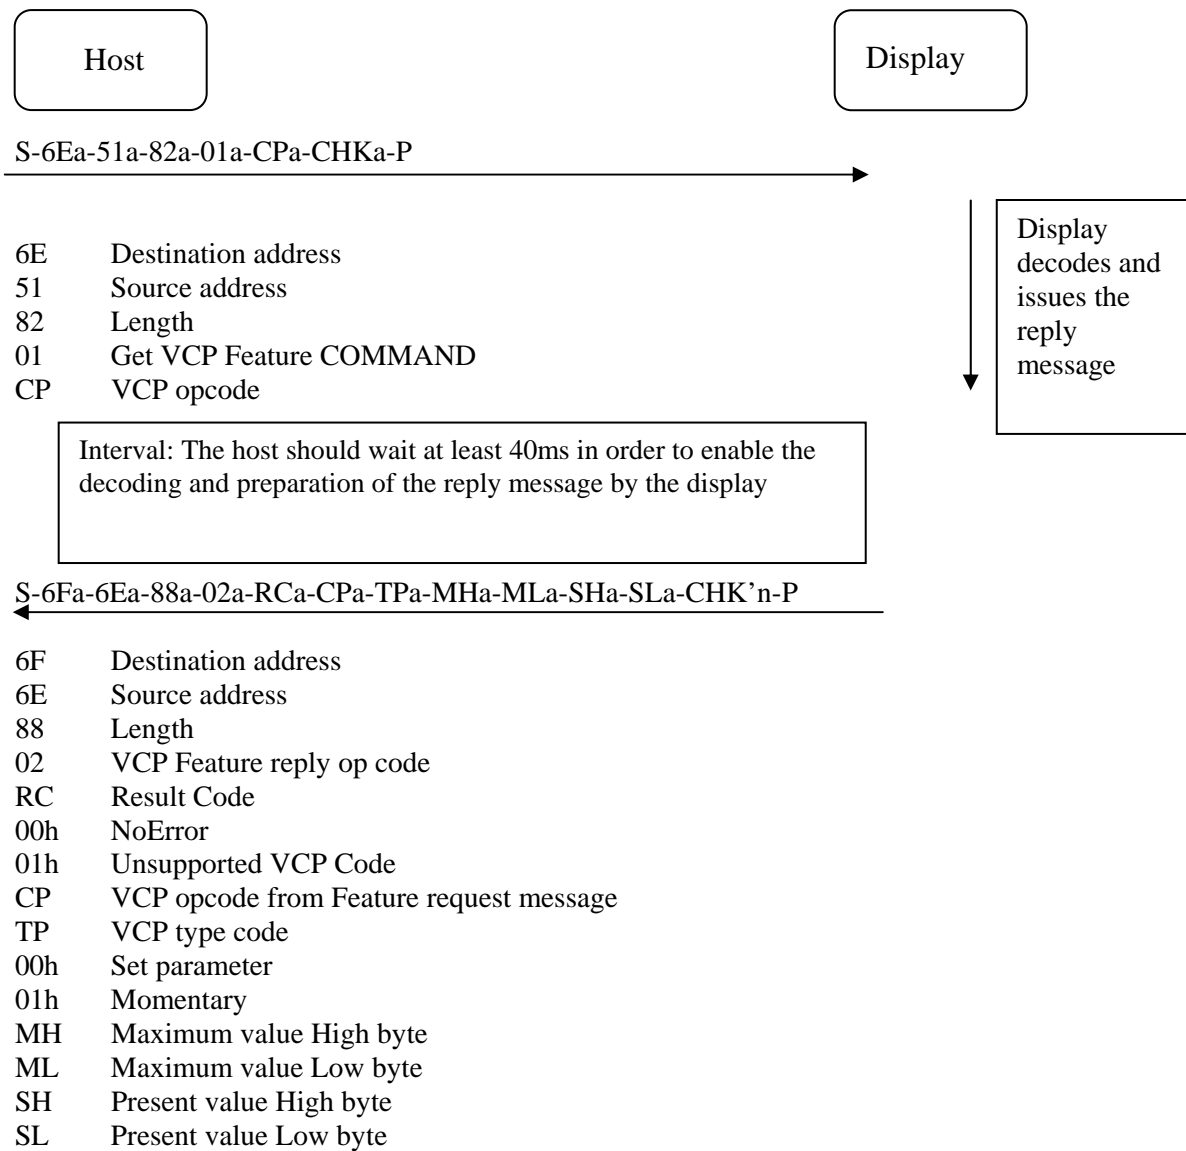 Host
Display
S-6Ea-51a-82a-01a-CPa-CHKa-P
6E Destination address
51 Source address
82 Length
01 Get VCP Feature COMMAND
CP VCP opcode
Display
decodes and
issues the
reply
message
Interval: The host should wait at least 40ms in order to enable the
decoding and preparation of the reply message by the display
S-6Fa-6Ea-88a-02a-RCa-CPa-TPa-MHa-MLa-SHa-SLa-CHK’n-P
6F Destination address
6E Source address
88 Length
02 VCP Feature reply op code
RC Result Code
00h NoError
01h Unsupported VCP Code
CP VCP opcode from Feature request message
TP VCP type code
00h Set parameter
01h Momentary
MH Maximum value High byte
ML Maximum value Low byte
SH Present value High byte
SL Present value Low byte